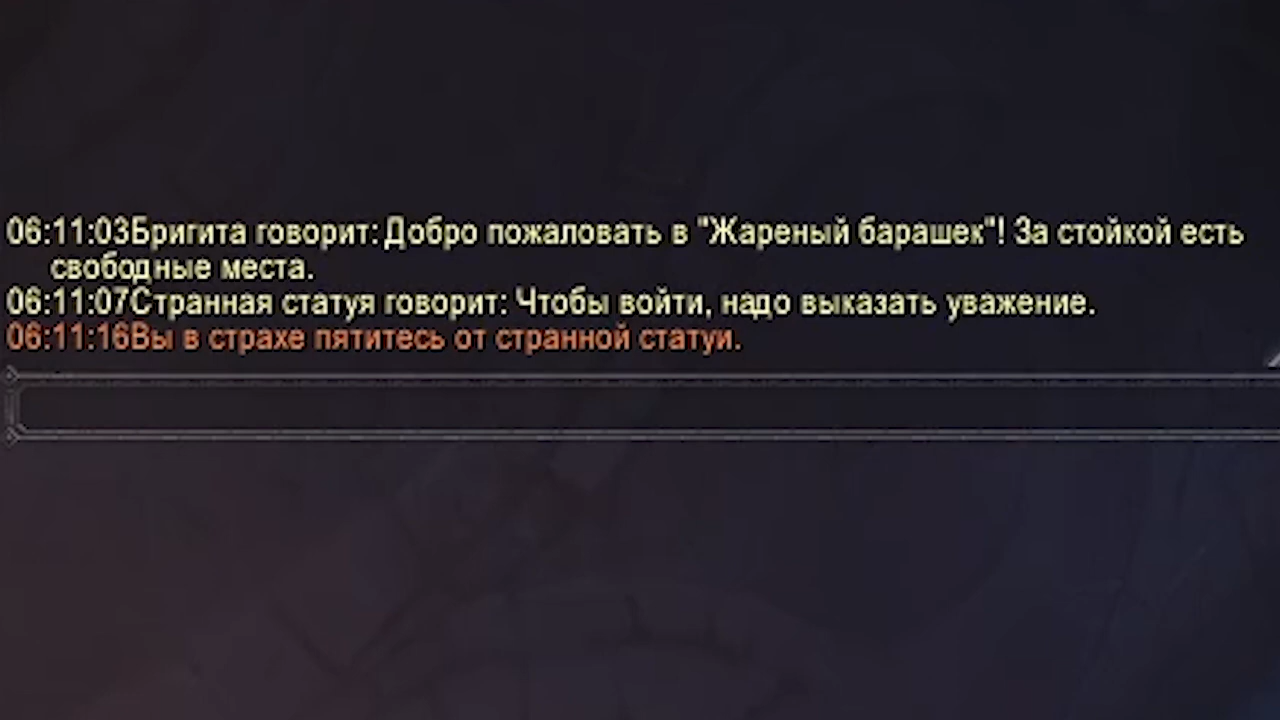 06:11:03Бригита говорит: Добро пожаловать в "Жареный барашек"! За стойкой есть
свободные места.
06:11:07Странная статуя говорит: Чтобы войти, надо выказать уважение.
06:11:16Вы в страхе пятитесь от странной статуи.